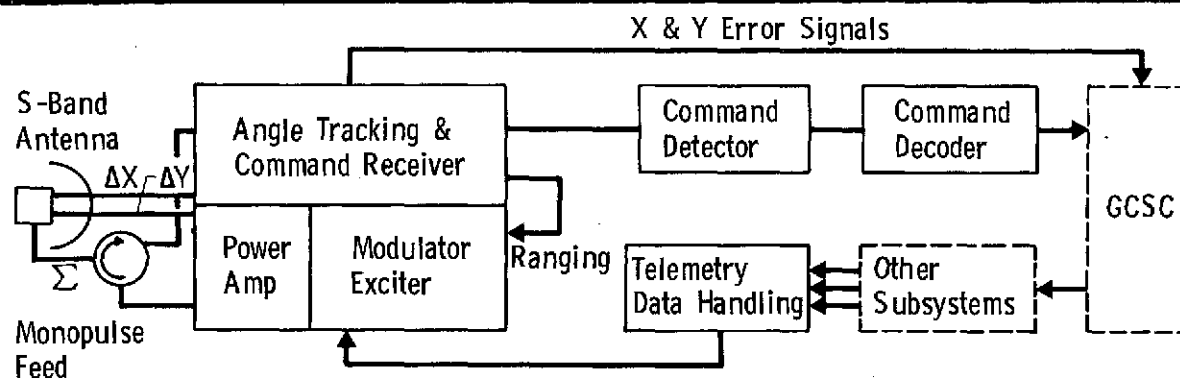 X & Y Error Signals
S-Band
Antenna
Angle Tracking &
Command Receiver
Command
Detector
Command
Decoder
ΔX
ΔY
GCSC
Power
Amp
Modulator
Exciter
Ranging
Telemetry
Data Handling
Other
Subsystems
Σ
Monopulse
Feed